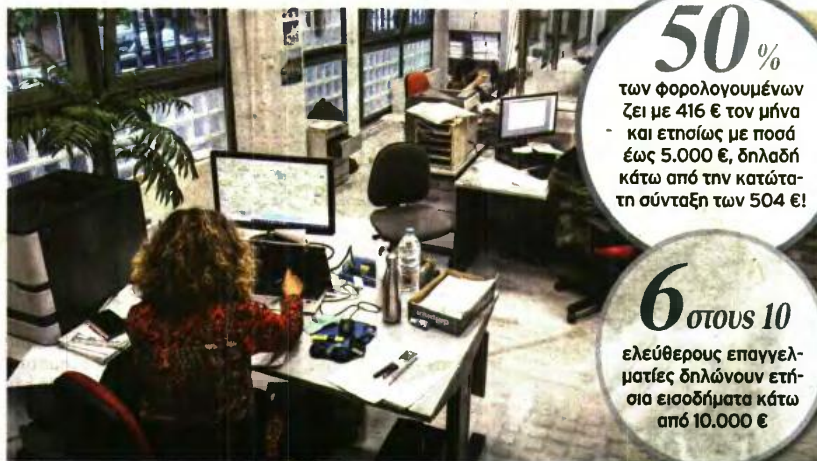 50%
των φορολογουμένων
ζει με 416 € τον μήνα
και ετησίως με ποσά
έως 5.000 €, δηλαδή
κάτω από την κατώτα-
τη σύνταξη των 504 €!
6 στους 10
ελεύθερους επαγγελ-
ματίες δηλώνουν ετή-
σια εισοδήματα κάτω
από 10.000 €